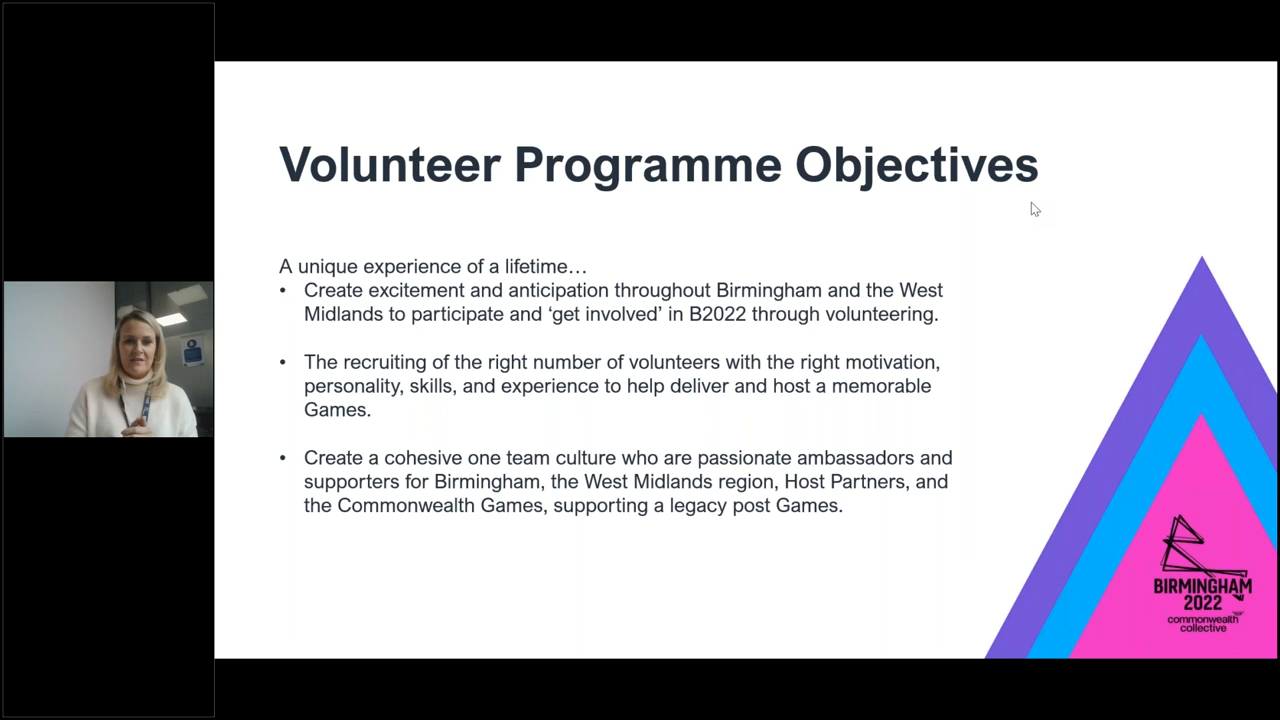 Volunteer Programme Objectives
A unique experience of a lifetime…
• Create excitement and anticipation throughout Birmingham and the West
Midlands to participate and ‘get involved’ in B2022 through volunteering.
• The recruiting of the right number of volunteers with the right motivation,
personality, skills, and experience to help deliver and host a memorable
Games.
• Create a cohesive one team culture who are passionate ambassadors and
supporters for Birmingham, the West Midlands region, Host Partners, and
the Commonwealth Games, supporting a legacy post Games.
BIRMINGHAM
2022
commonwealth
collective